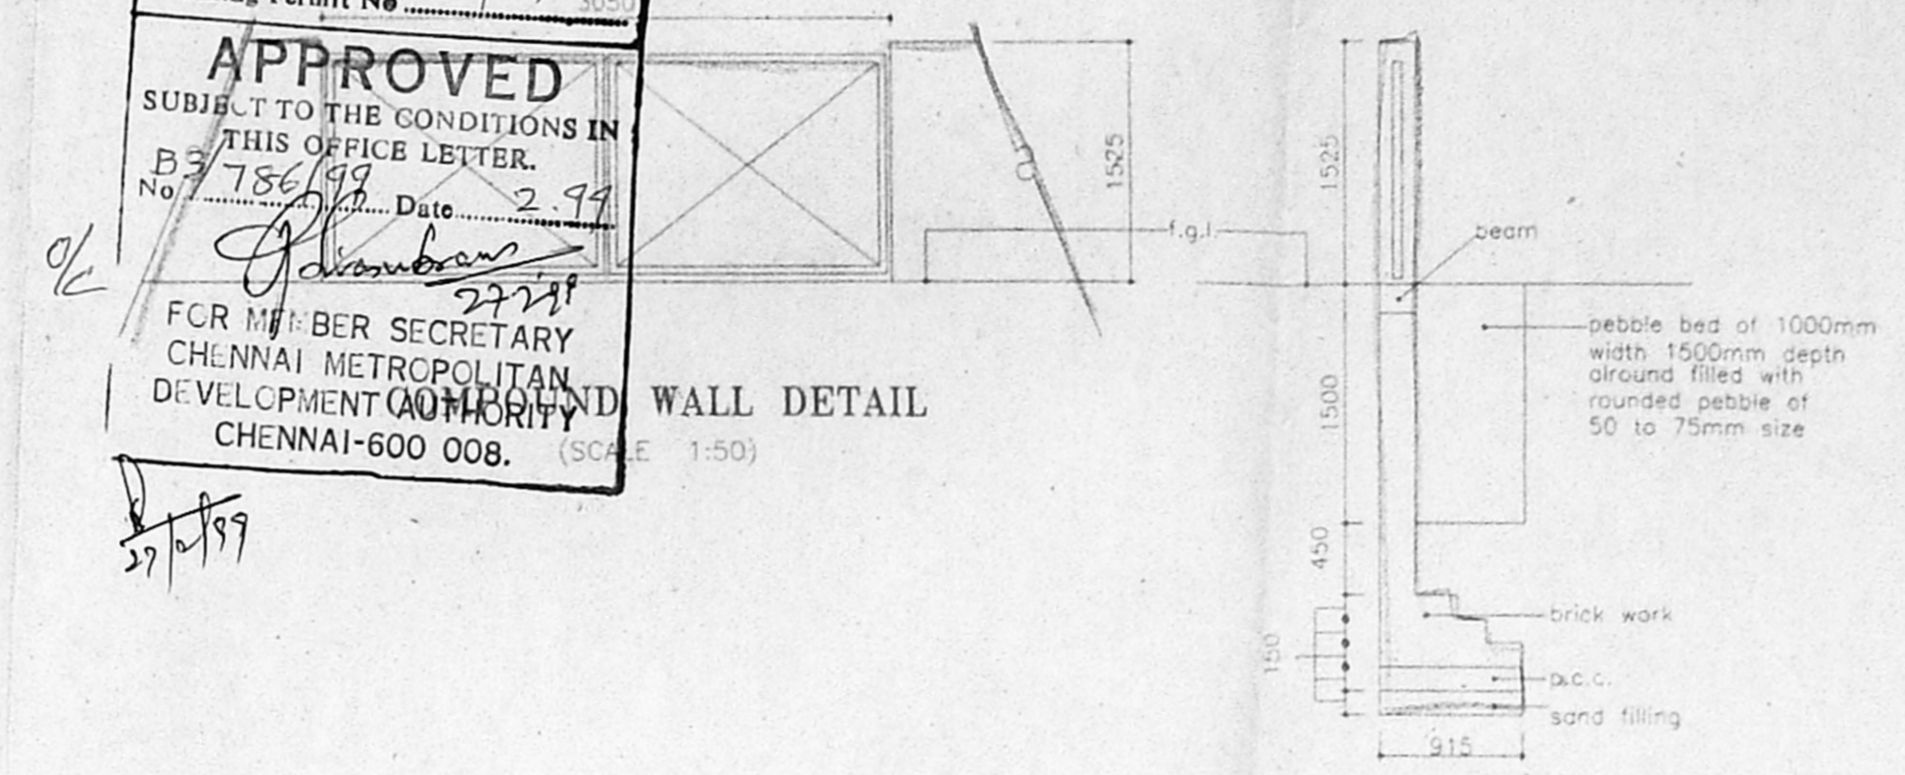 Permit No
3050
APPROVED
SUBJECT TO THE CONDITIONS IN
THIS OFFICE LETTER.
No B3/786/99 Date 2.99
27 2 99
FOR MEMBER SECRETARY
CHENNAI METROPOLITAN
DEVELOPMENT AUTHORITY
CHENNAI-600 008.
O/C
27/2/99
COMPOUND WALL DETAIL
(SCALE 1:50)
1525
f.g.l.
1525
1500
450
150
915
beam
pebble bed of 1000mm
width 1500mm depth
alround filled with
rounded pebble of
50 to 75mm size
brick work
p.c.c.
sand filling